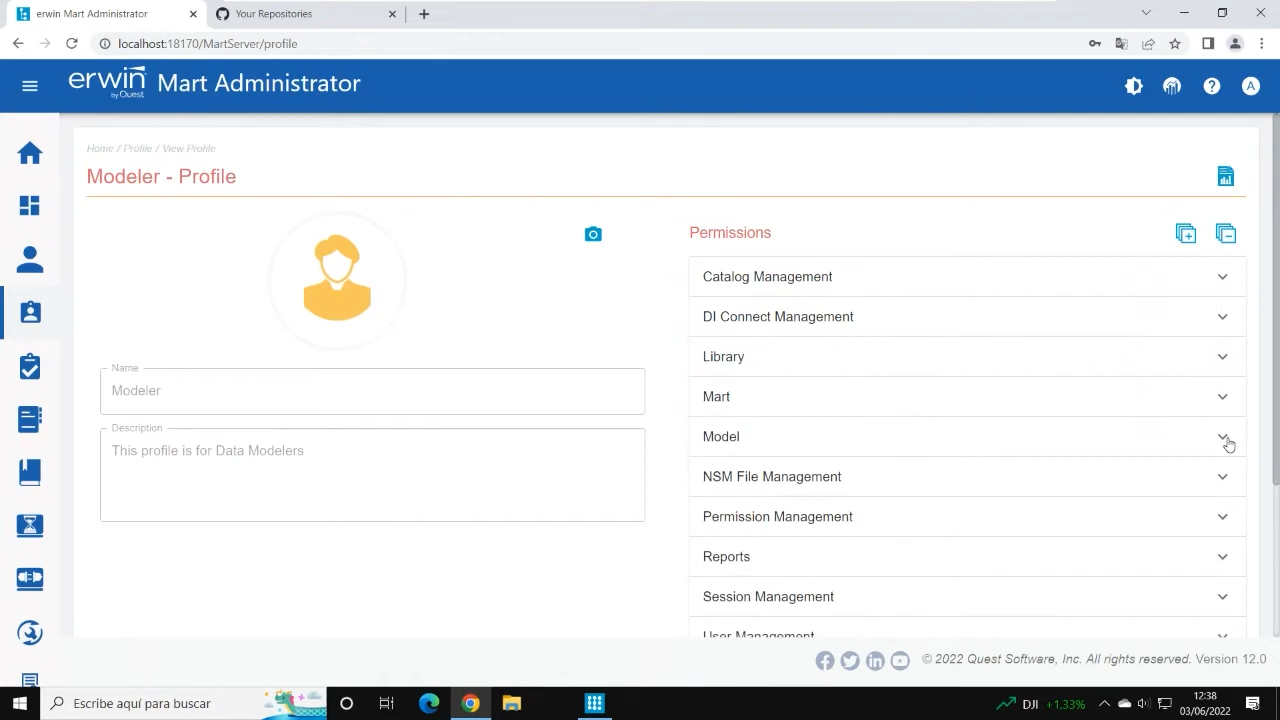 erwin Mart Administrator
Your Repositories
localhost:18170/MartServer/profile
erwin
by Quest
Mart Administrator
A
Home / Profile / View Profile
Modeler - Profile
Name
Modeler
Description
This profile is for Data Modelers
Permissions
Catalog Management
DI Connect Management
Library
Mart
Model
NSM File Management
Permission Management
Reports
Session Management
User Management
© 2022 Quest Software, Inc. All rights reserved. Version 12.0
Escribe aquí para buscar
DJI +1,33%
12:38
03/06/2022